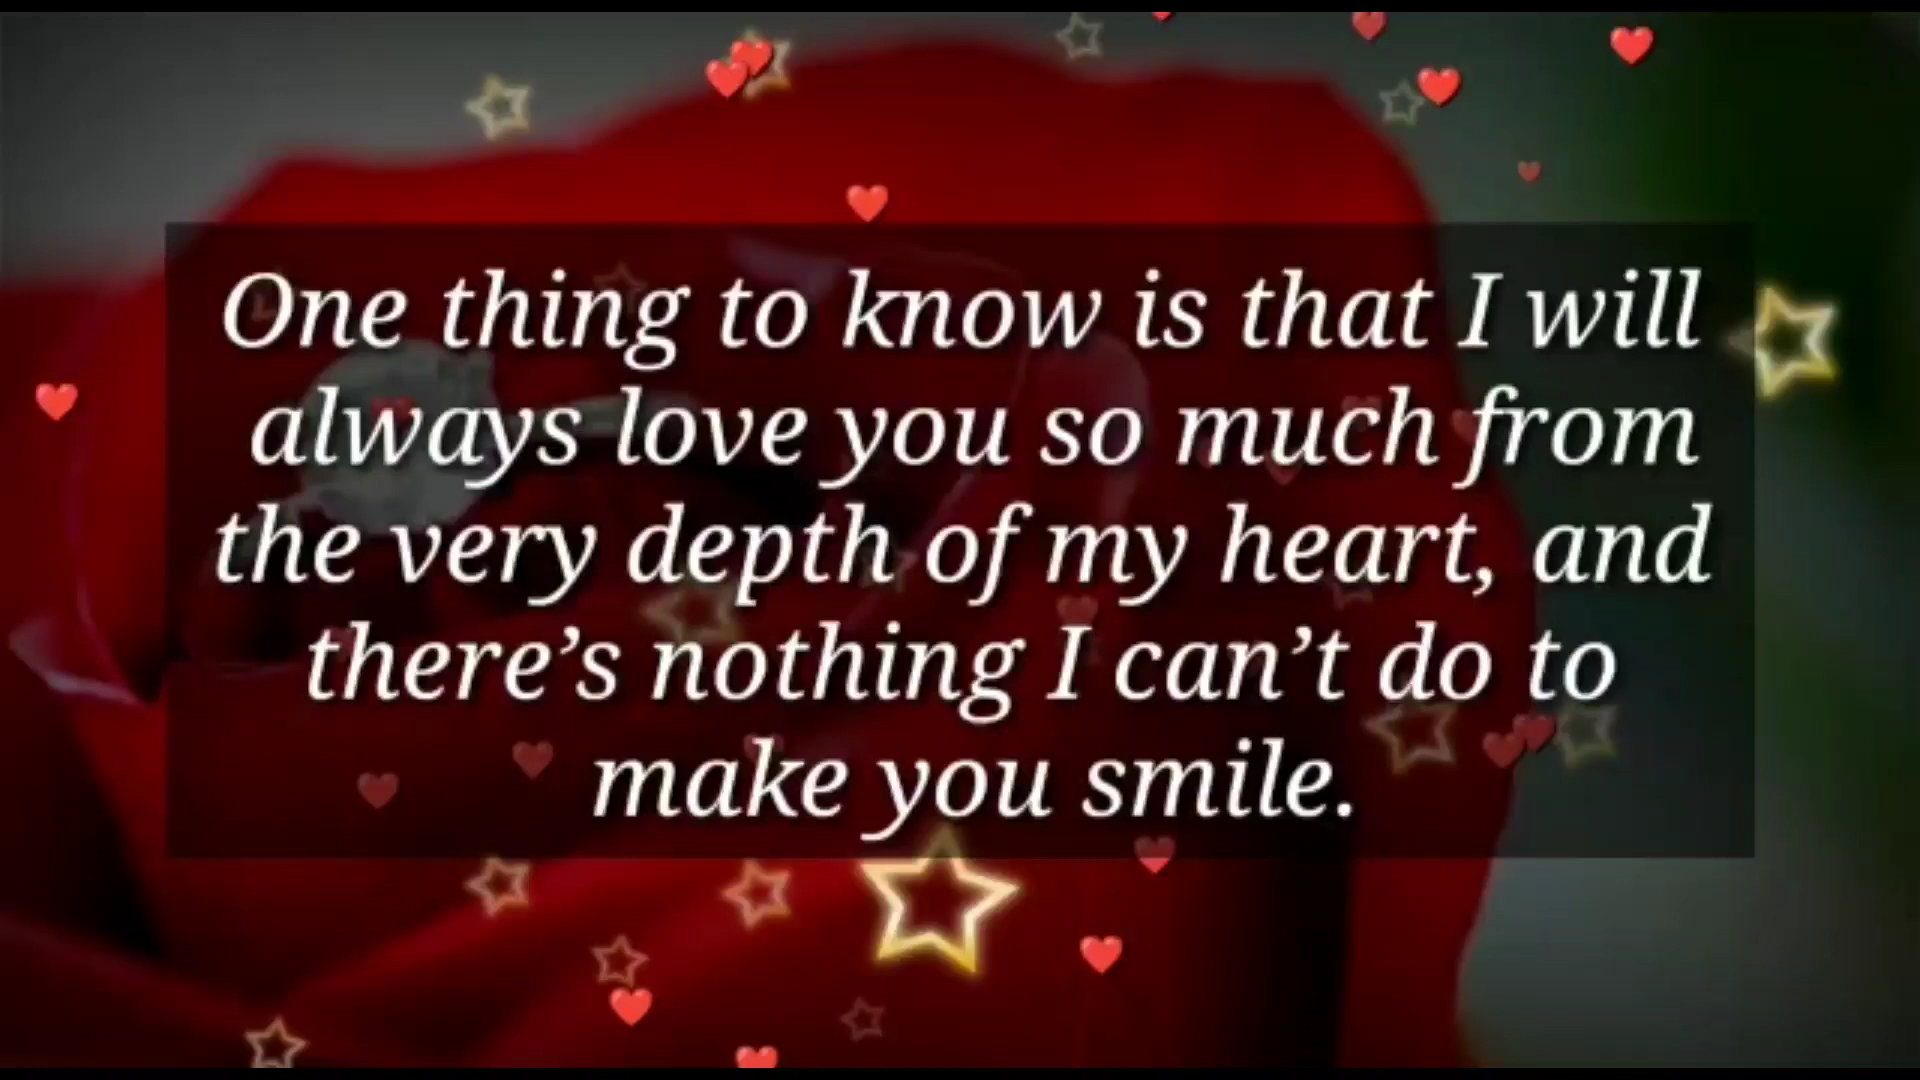 One thing to know is that I will
always love you so much from
the very depth of my heart, and
there’s nothing I can’t do to
make you smile.